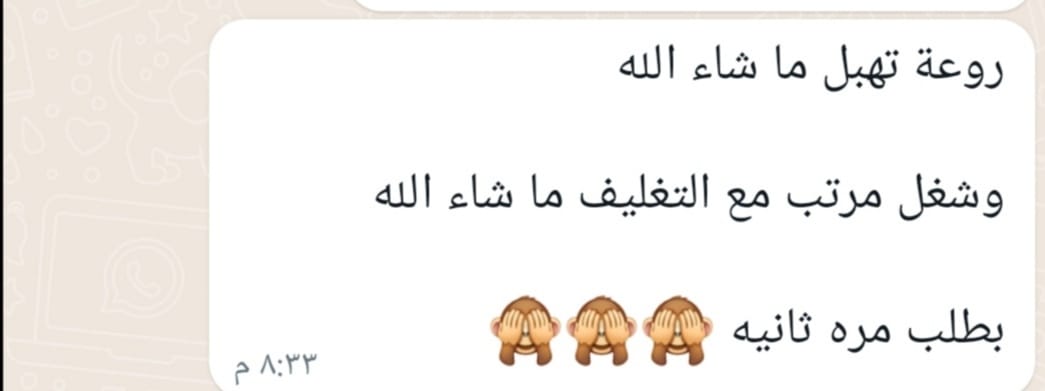 روعة تهبل ما شاء الله
وشغل مرتب مع التغليف ما شاء الله
بطلب مره ثانيه 🙈🙈🙈
٨:٣٣ م